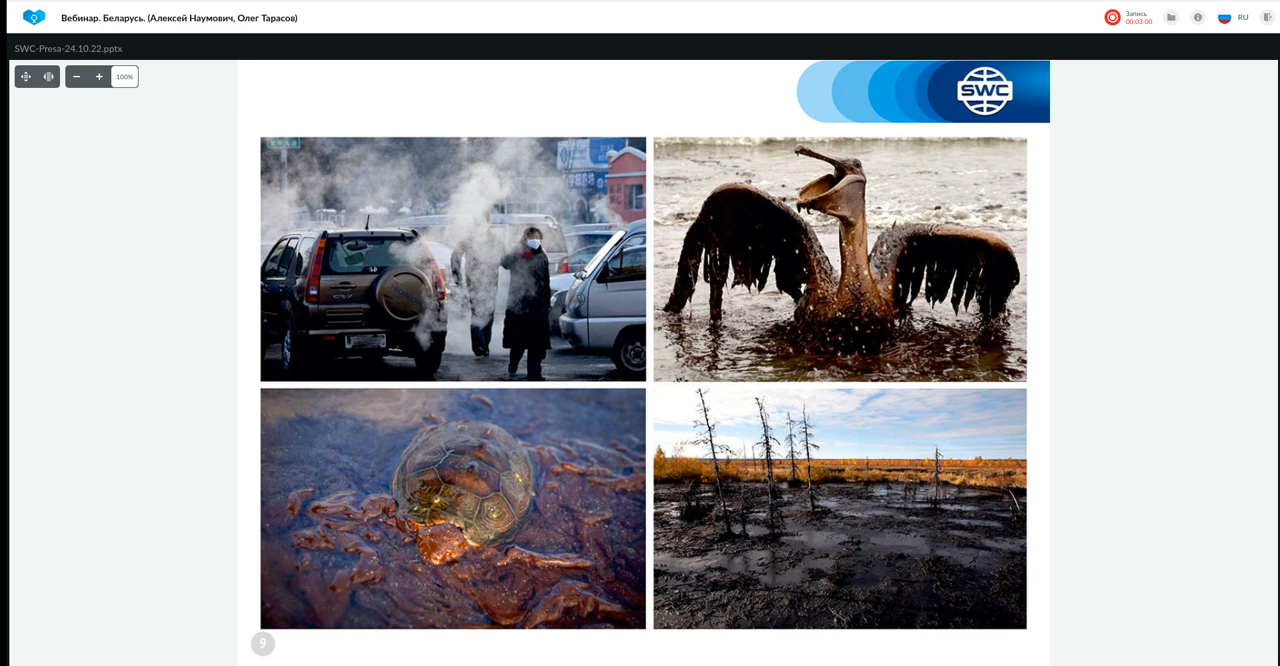 Вебинар. Беларусь. (Алексей Наумович, Олег Тарасов)
Запись
00:03:00
RU
SWC-Presa-24.10.22.pptx
100%
SWC
CR-V
9